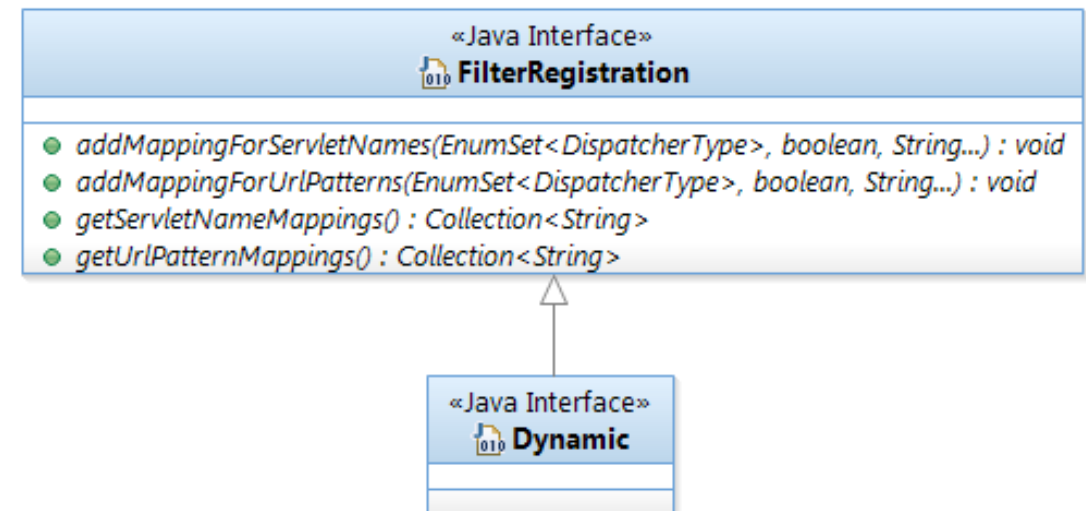 «Java Interface»
FilterRegistration
addMappingForServletNames(EnumSet<DispatcherType>, boolean, String...) : void
addMappingForUrlPatterns(EnumSet<DispatcherType>, boolean, String...) : void
getServletNameMappings() : Collection<String>
getUrlPatternMappings() : Collection<String>
«Java Interface»
Dynamic